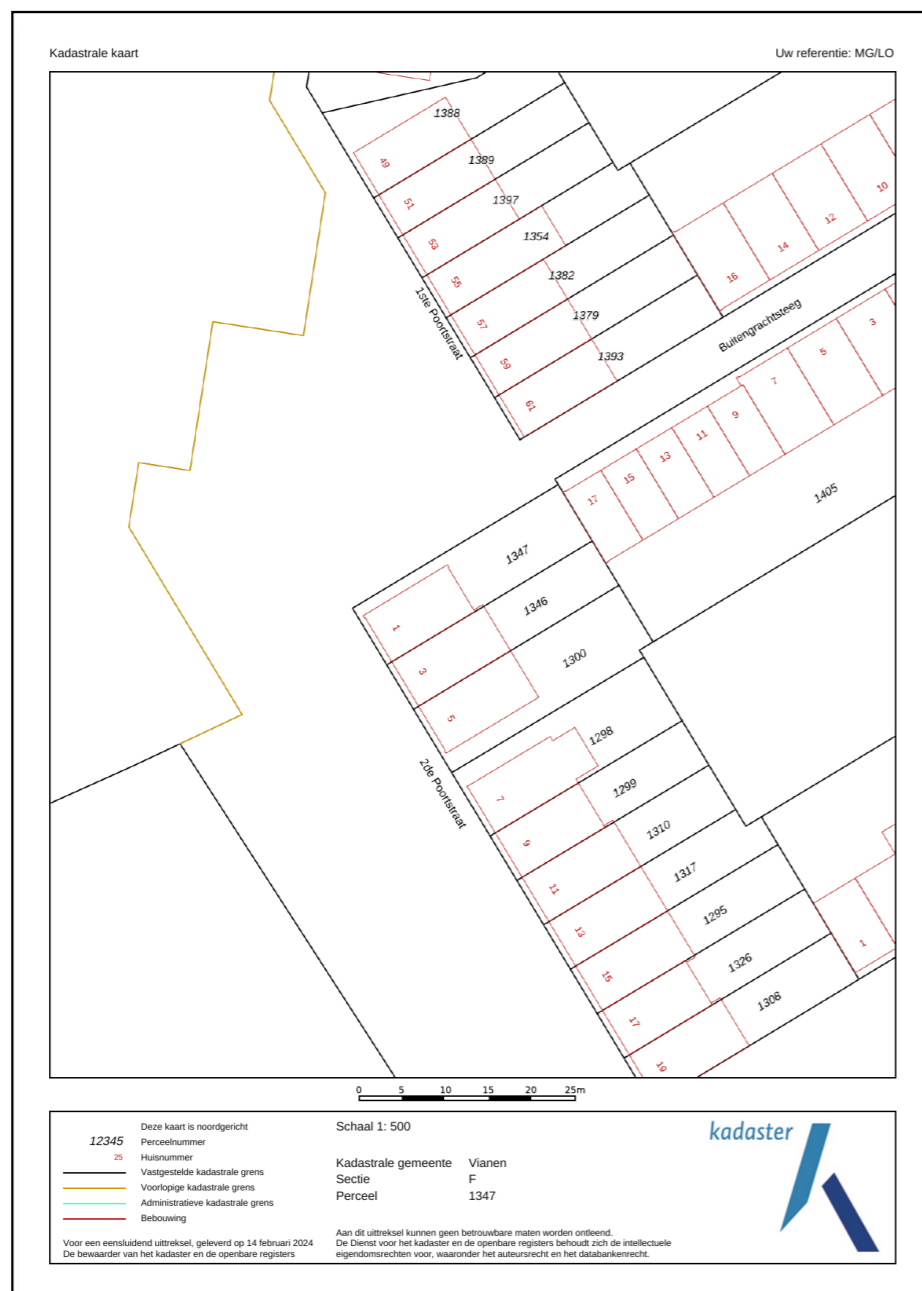 Kadastrale kaart
Uw referentie: MG/LO
1388
49
1389
51
1397
53
1354
55
1382
57
1379
59
1393
61
1ste Poortstraat
10
12
14
16
Buitengrachtsteeg
3
5
7
9
11
13
15
17
1405
1347
1
1346
3
1300
5
2de Poortstraat
1298
7
1299
9
1310
11
1317
13
1295
15
1326
17
1308
19
1
0 5 10 15 20 25m
Deze kaart is noordgericht
12345 Perceelnummer
25 Huisnummer
Vastgestelde kadastrale grens
Voorlopige kadastrale grens
Administratieve kadastrale grens
Bebouwing
Voor een eensluidend uittreksel, geleverd op 14 februari 2024
De bewaarder van het kadaster en de openbare registers
Schaal 1: 500
Kadastrale gemeente Vianen
Sectie F
Perceel 1347
Aan dit uittreksel kunnen geen betrouwbare maten worden ontleend.
De Dienst voor het kadaster en de openbare registers behoudt zich de intellectuele
eigendomsrechten voor, waaronder het auteursrecht en het databankenrecht.
kadaster